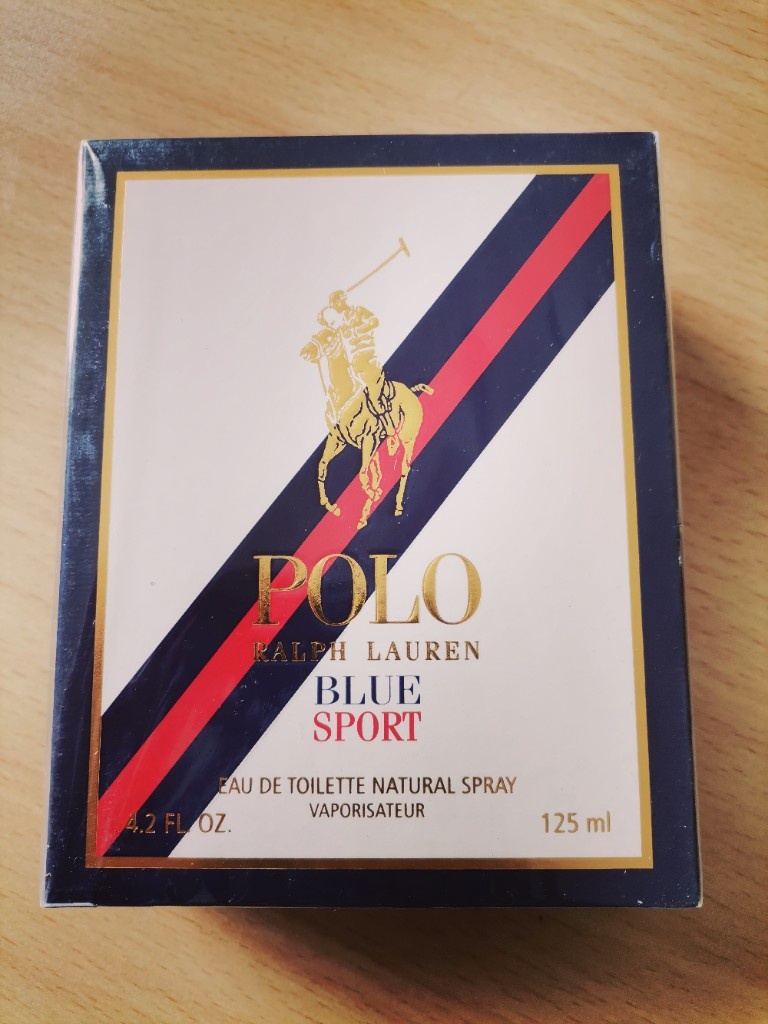 POLO
RALPH LAUREN
BLUE
SPORT
EAU DE TOILETTE NATURAL SPRAY
VAPORISATEUR
4.2 FL. OZ. 125 ml